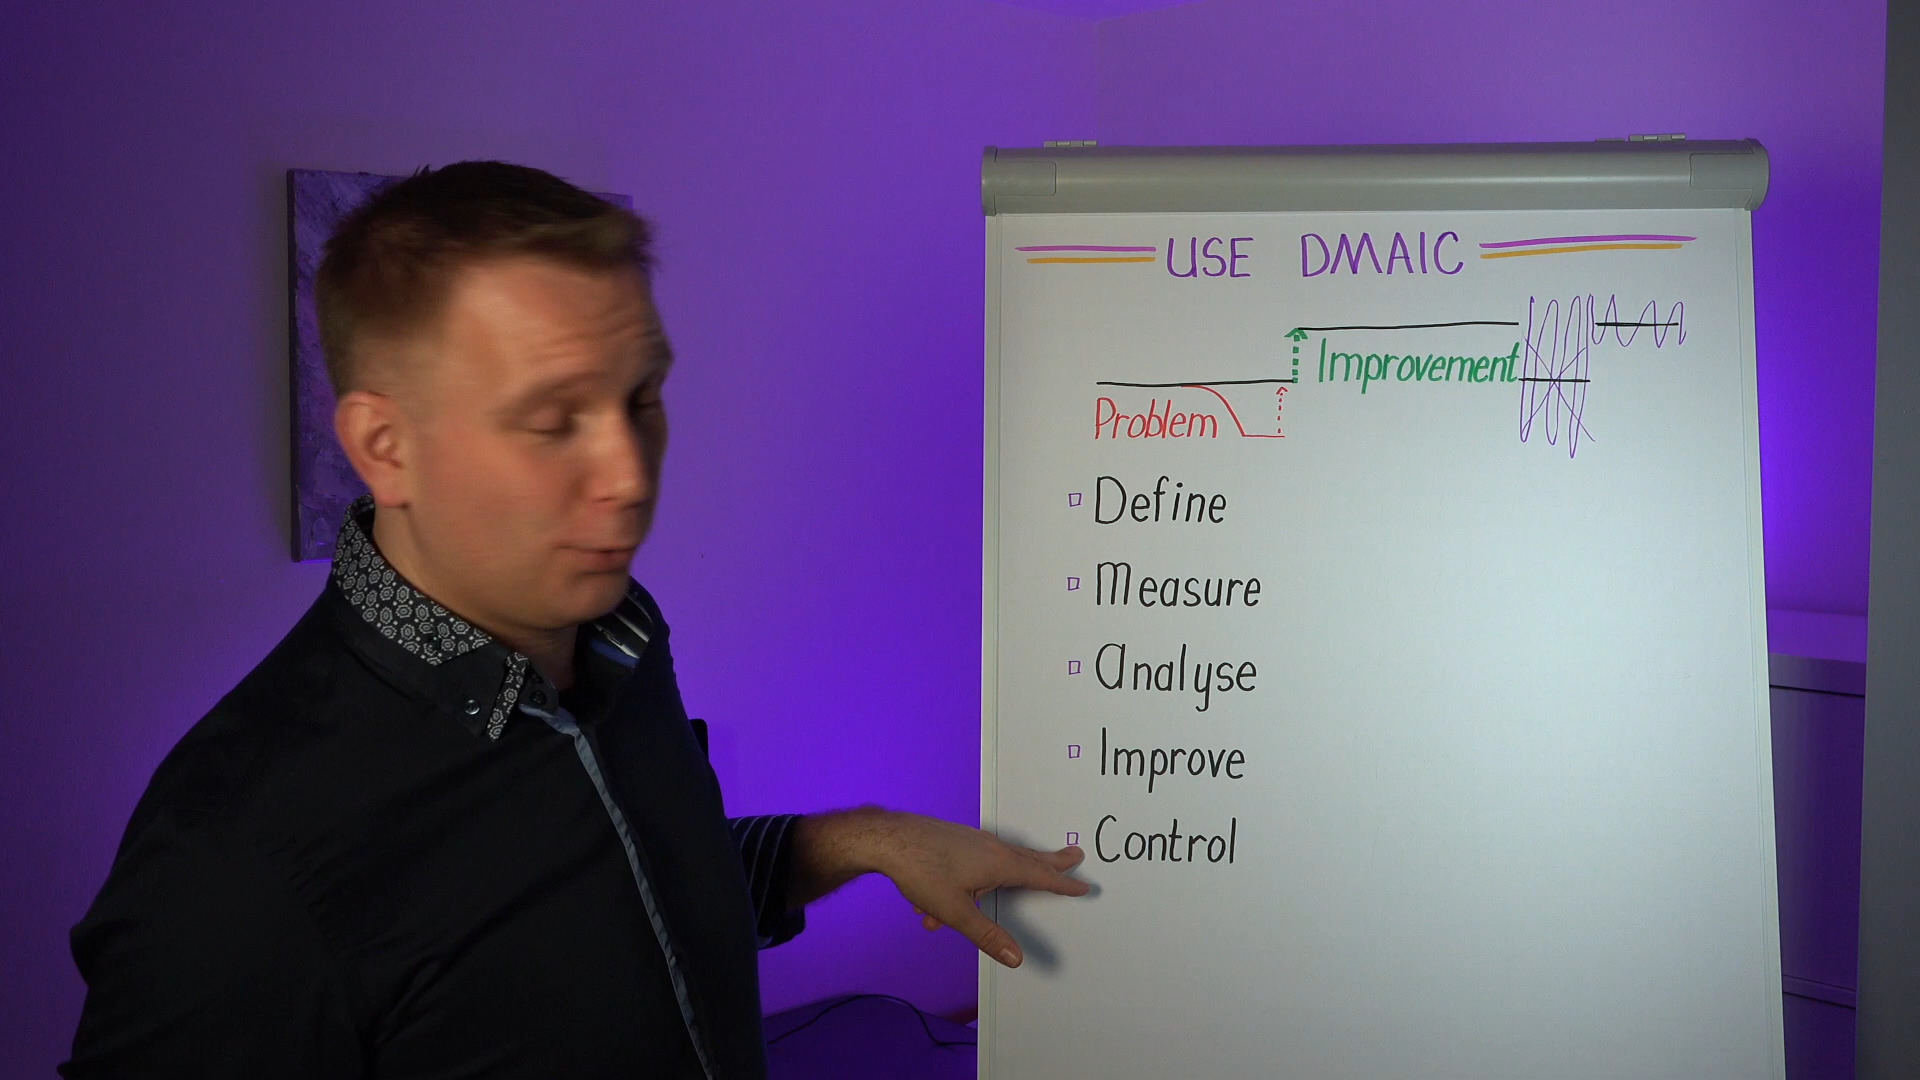 USE DMAIC
Improvement
Problem
Define
Measure
Analyse
Improve
Control